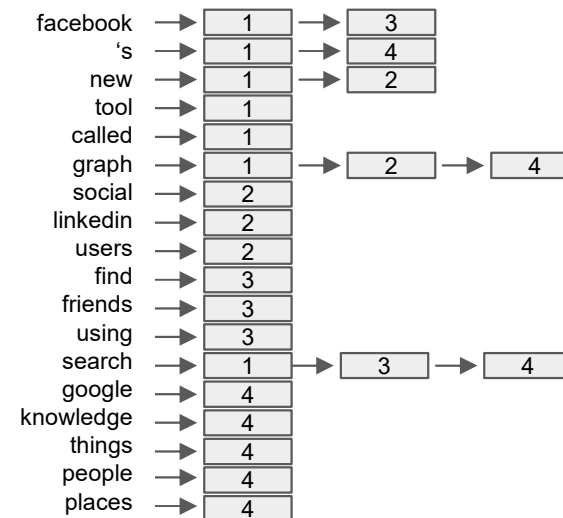 facebook 1 3
‘s 1 4
new 1 2
tool 1
called 1
graph 1 2 4
social 2
linkedin 2
users 2
find 3
friends 3
using 3
search 1 3 4
google 4
knowledge 4
things 4
people 4
places 4